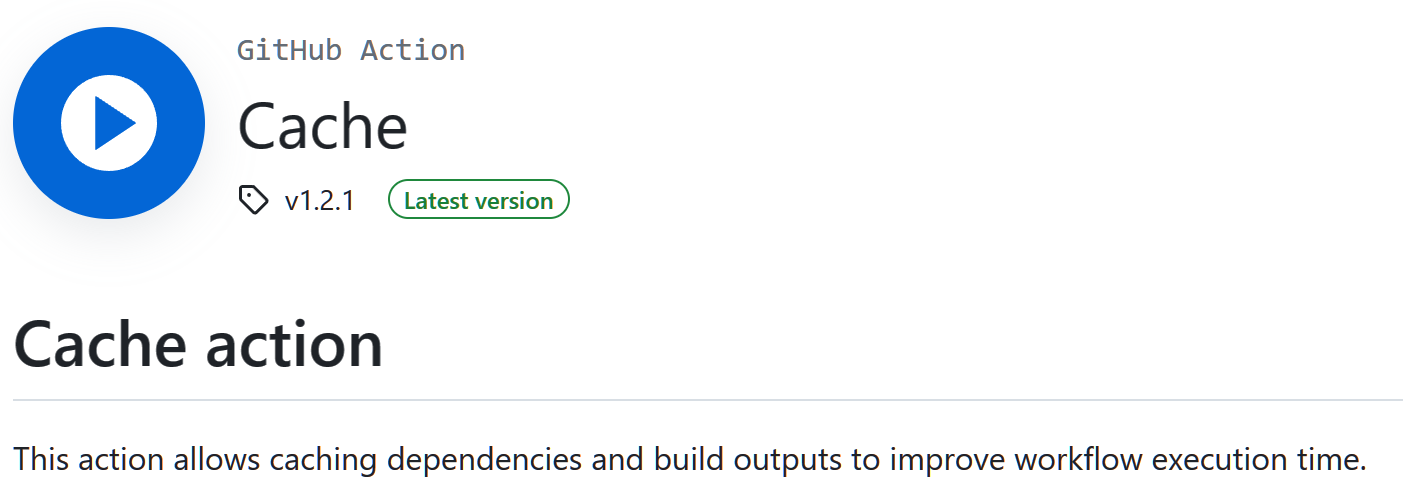 GitHub Action
Cache
v1.2.1 Latest version
Cache action
This action allows caching dependencies and build outputs to improve workflow execution time.